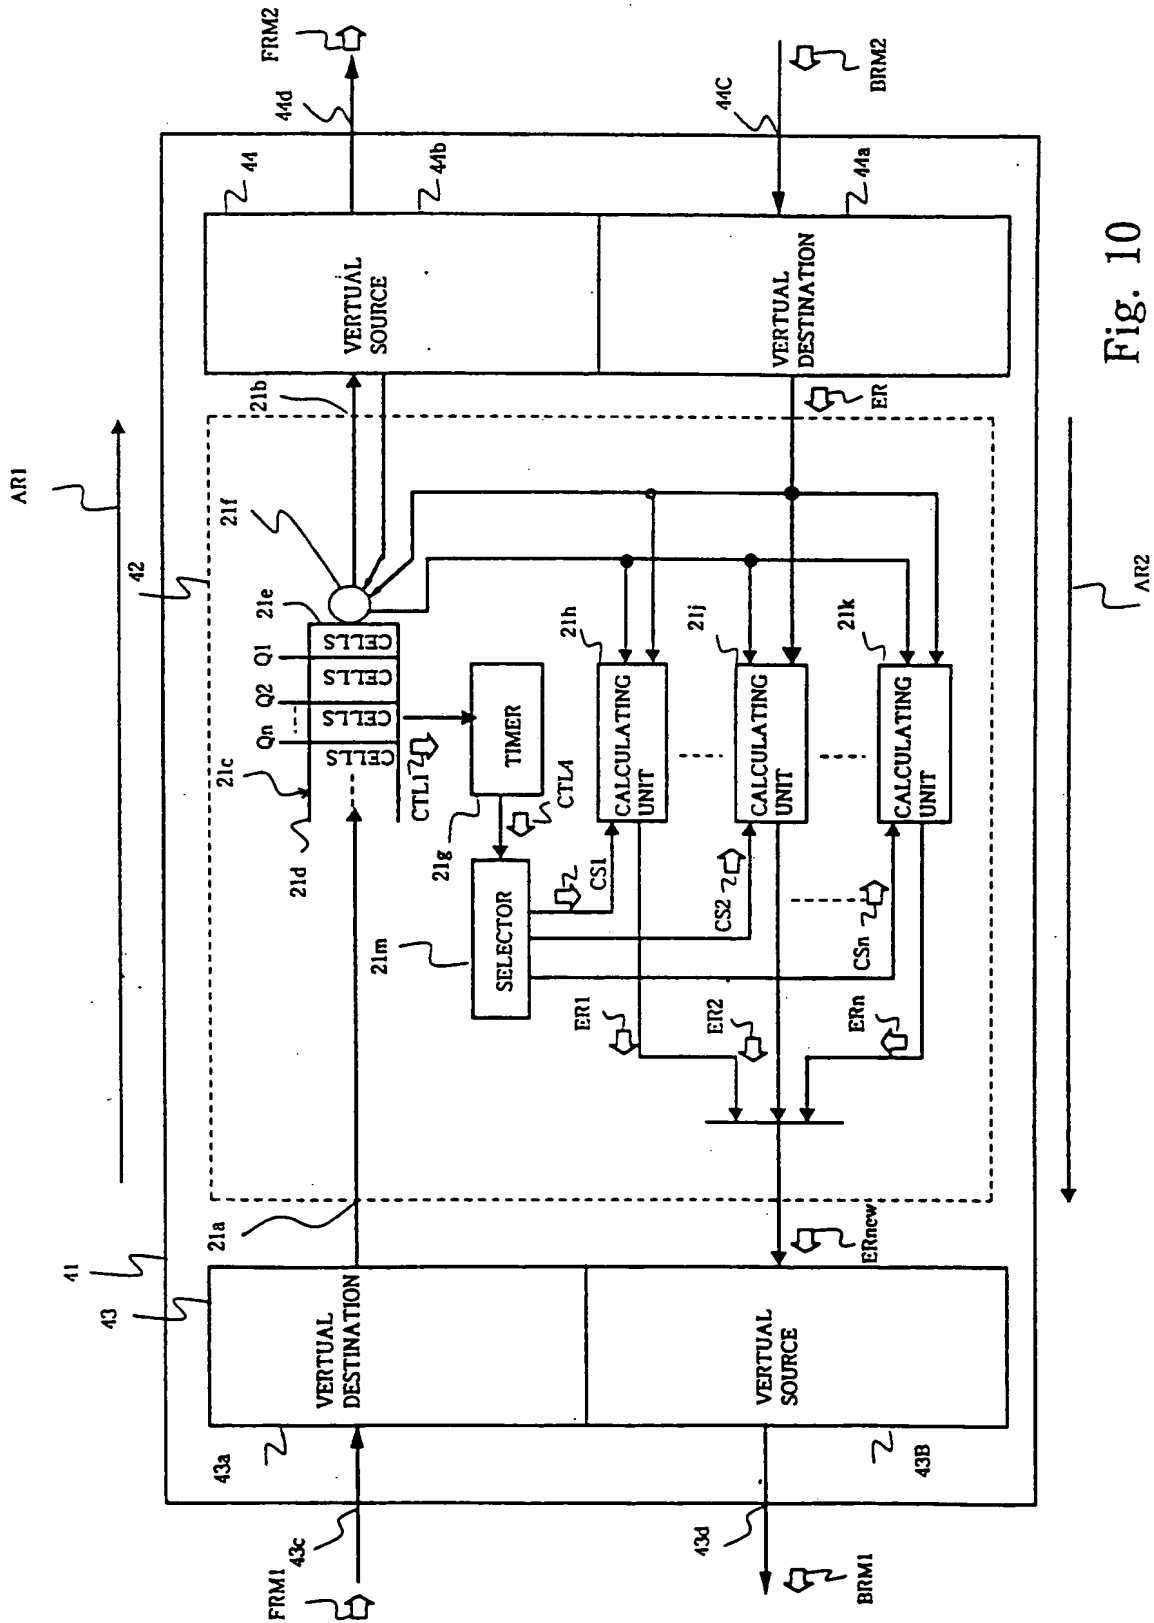 AR1
41
43
42
44
FRM1
43c
43a
VERTUAL
DESTINATION
21a
21d
21c
Qn
Q2
Q1
21e
21f
CELLS
CELLS
CELLS
CELLS
CTL1
21b
VERTUAL
SOURCE
44b
44d
FRM2
21g
TIMER
CTL4
21m
SELECTOR
CS1
CS2
CSn
21h
CALCULATING
UNIT
21j
CALCULATING
UNIT
21k
CALCULATING
UNIT
ER1
ER2
ERn
ER
VERTUAL
DESTINATION
44a
44C
BRM2
ERnew
VERTUAL
SOURCE
43B
43d
BRM1
AR2
Fig. 10